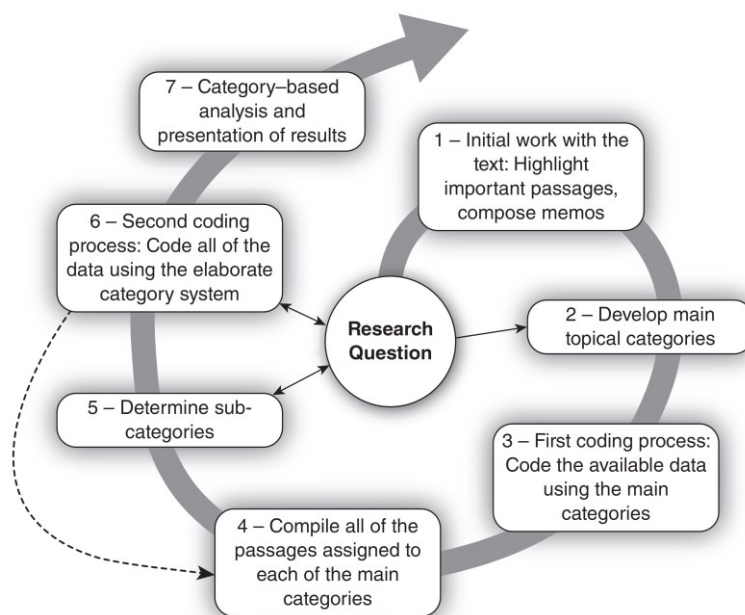 7 – Category–based
analysis and
presentation of results
1 – Initial work with the
text: Highlight
important passages,
compose memos
6 – Second coding
process: Code all of the
data using the elaborate
category system
Research
Question
2 – Develop main
topical categories
5 – Determine sub-
categories
3 – First coding process:
Code the available data
using the main
categories
4 – Compile all of the
passages assigned to
each of the main
categories